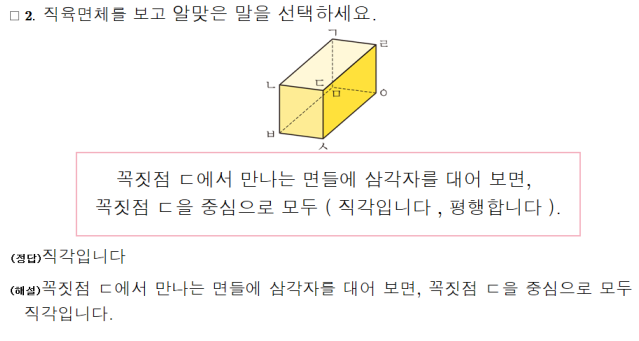 □ 2. 직육면체를 보고 알맞은 말을 선택하세요.
ㄱ
ㄹ
ㄴ
ㄷ
ㅁ
ㅇ
ㅂ
ㅅ
꼭짓점 ㄷ에서 만나는 면들에 삼각자를 대어 보면,
꼭짓점 ㄷ을 중심으로 모두 ( 직각입니다 , 평행합니다 ).
(정답)직각입니다
(해설)꼭짓점 ㄷ에서 만나는 면들에 삼각자를 대어 보면, 꼭짓점 ㄷ을 중심으로 모두
직각입니다.